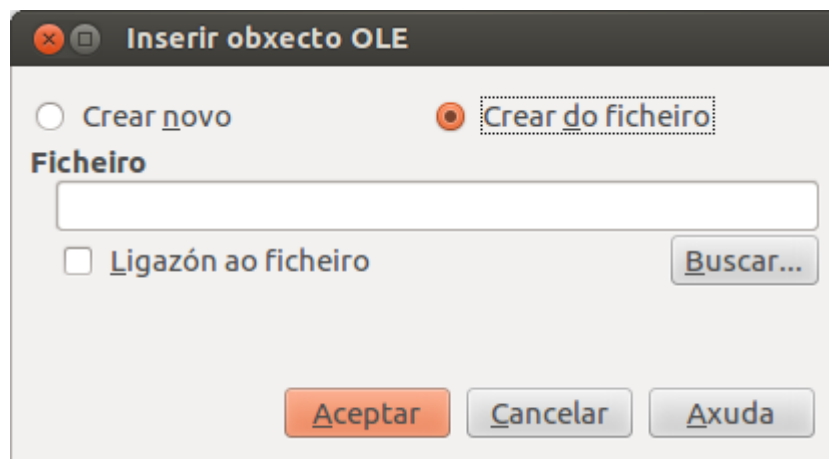 Inserir obxecto OLE
Crear novo Crear do ficheiro
Ficheiro
Ligazón ao ficheiro Buscar...
Aceptar Cancelar Axuda